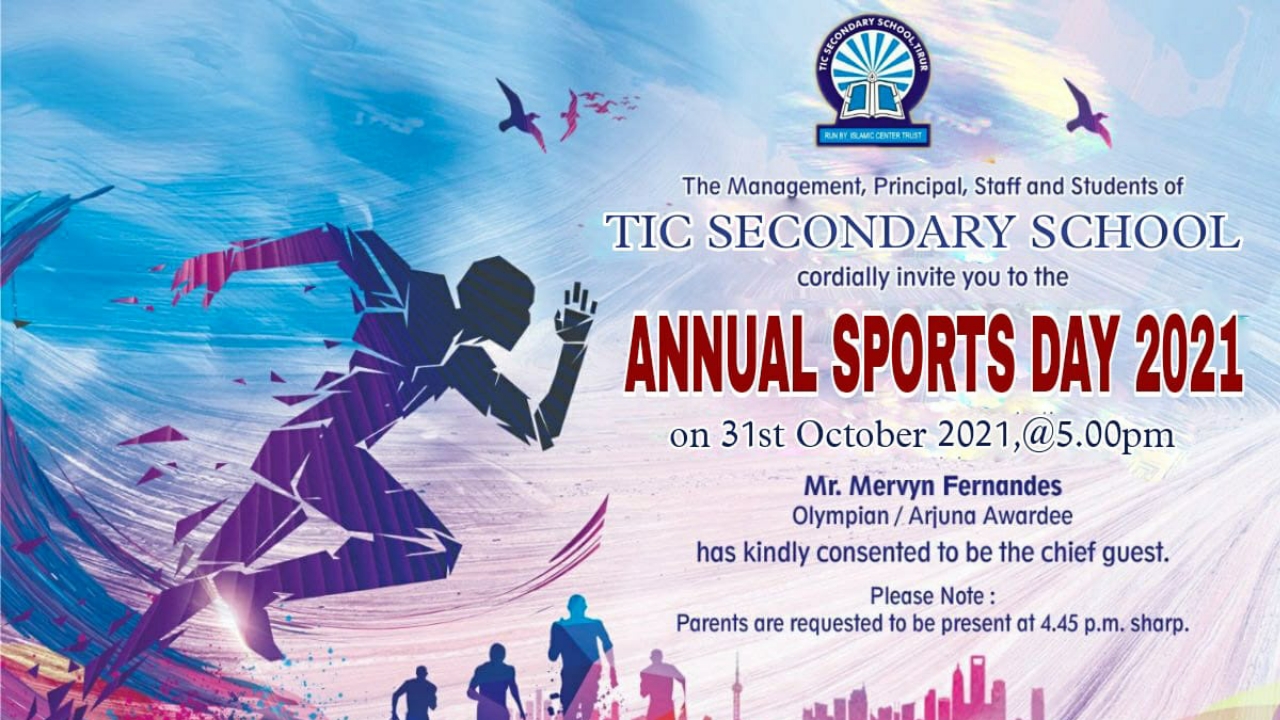 TIC SECONDARY SCHOOL, TIRUR
RUN BY ISLAMIC CENTER TRUST
The Management, Principal, Staff and Students of
TIC SECONDARY SCHOOL
cordially invite you to the
ANNUAL SPORTS DAY 2021
on 31st October 2021,@5.00pm
Mr. Mervyn Fernandes
Olympian / Arjuna Awardee
has kindly consented to be the chief guest.
Please Note :
Parents are requested to be present at 4.45 p.m. sharp.